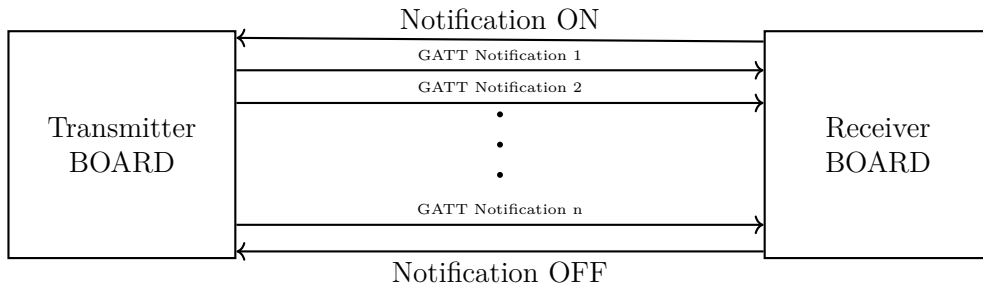 Notification ON
GATT Notification 1
GATT Notification 2
Transmitter
BOARD
Receiver
BOARD
GATT Notification n
Notification OFF